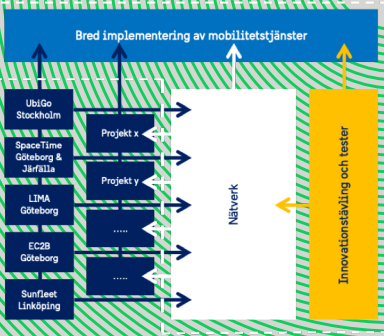 Bred implementering av mobilitetstjänster
UbiGo
Stockholm
SpaceTime
Göteborg &
Järfälla
LIMA
Göteborg
EC2B
Göteborg
Sunfleet
Linköping
Projekt x
Projekt y
.....
.....
Nätverk
Innovationstävling och tester